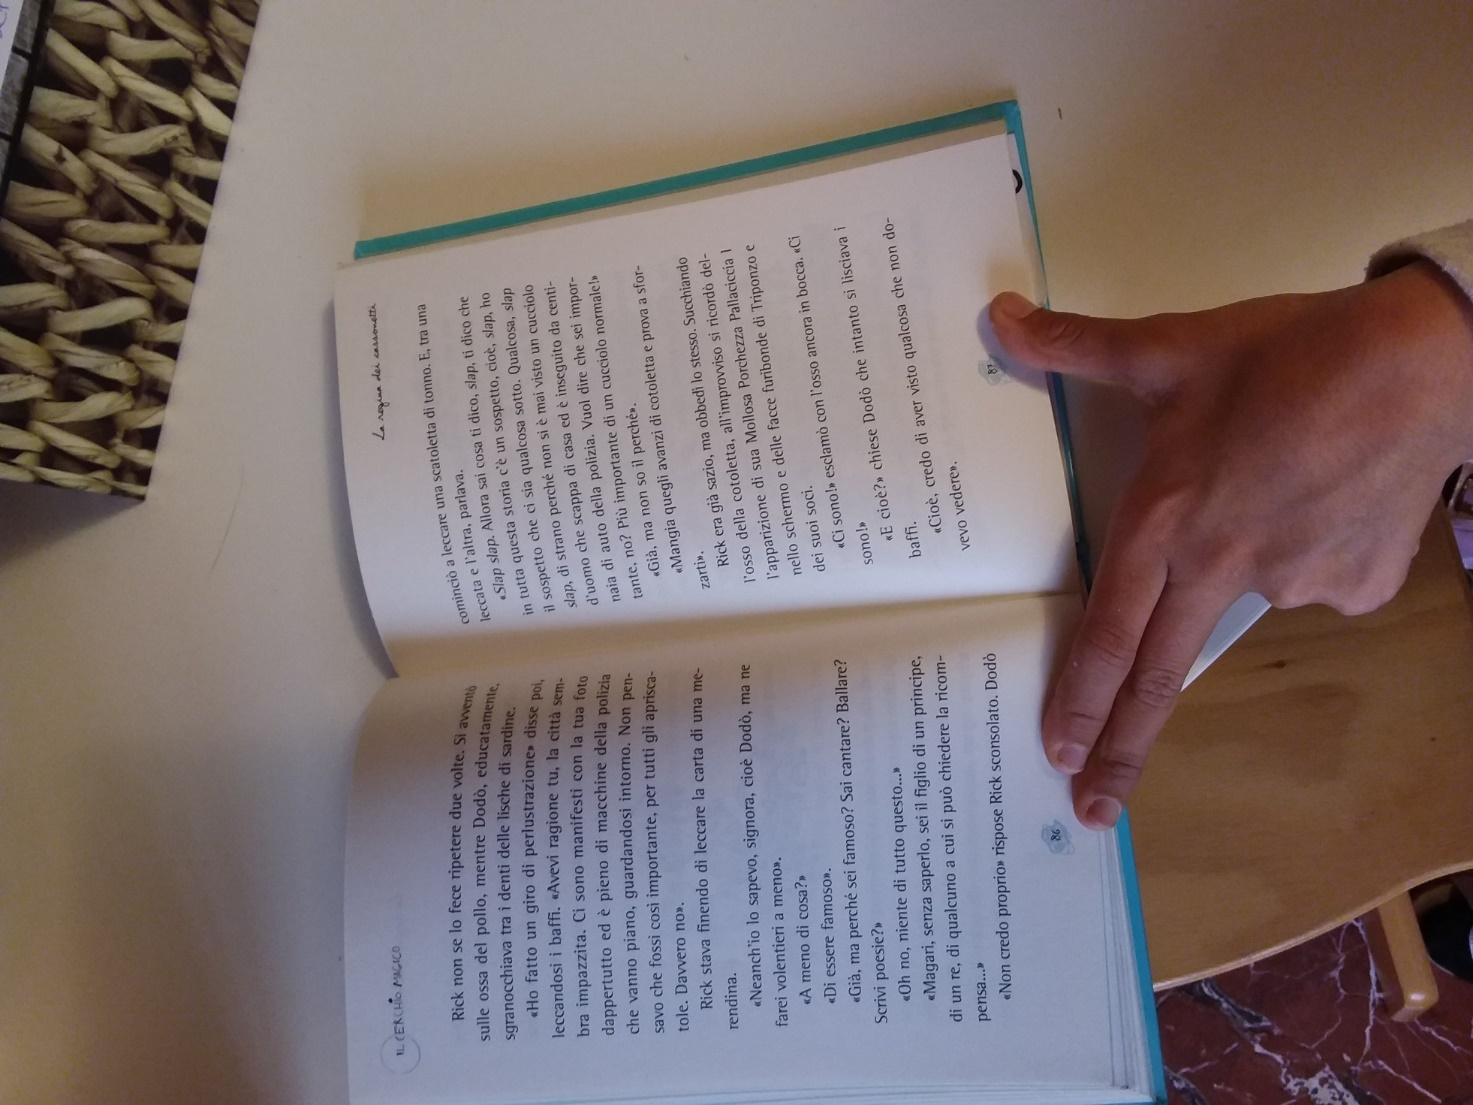 IL CERCHIO MAGICO
Rick non se lo fece ripetere due volte. Si avventò
sulle ossa del pollo, mentre Dodò, educatamente,
sgranocchiava tra i denti delle lische di sardine.
«Ho fatto un giro di perlustrazione» disse poi,
leccandosi i baffi. «Avevi ragione tu, la città sem-
bra impazzita. Ci sono manifesti con la tua foto
dappertutto ed è pieno di macchine della polizia
che vanno piano, guardandosi intorno. Non pen-
savo che fossi così importante, per tutti gli aprisca-
tole. Davvero no».
Rick stava finendo di leccare la carta di una me-
rendina.
«Neanch'io lo sapevo, signora, cioè Dodò, ma ne
farei volentieri a meno».
«A meno di cosa?»
«Di essere famoso».
«Già, ma perché sei famoso? Sai cantare? Ballare?
Scrivi poesie?»
«Oh no, niente di tutto questo...»
«Magari, senza saperlo, sei il figlio di un principe,
di un re, di qualcuno a cui si può chiedere la ricom-
pensa...»
«Non credo proprio» rispose Rick sconsolato. Dodò
86
La regina dei cassonetti
cominciò a leccare una scatoletta di tonno. E, tra una
leccata e l'altra, parlava.
«Slap slap. Allora sai cosa ti dico, slap, ti dico che
in tutta questa storia c'è un sospetto, cioè, slap, ho
il sospetto che ci sia qualcosa sotto. Qualcosa, slap
slap, di strano perché non si è mai visto un cucciolo
d'uomo che scappa di casa ed è inseguito da centi-
naia di auto della polizia. Vuol dire che sei impor-
tante, no? Più importante di un cucciolo normale!»
«Già, ma non so il perché».
«Mangia quegli avanzi di cotoletta e prova a sfor-
zarti».
Rick era già sazio, ma obbedì lo stesso. Succhiando
l'osso della cotoletta, all'improvviso si ricordò del-
l'apparizione di sua Mollosa Porchezza Pallaccia I
nello schermo e delle facce furibonde di Triponzo e
dei suoi soci.
«Ci sono!» esclamò con l'osso ancora in bocca. «Ci
sono!»
«E cioè?» chiese Dodò che intanto si lisciava i
baffi.
«Cioè, credo di aver visto qualcosa che non do-
vevo vedere».
87